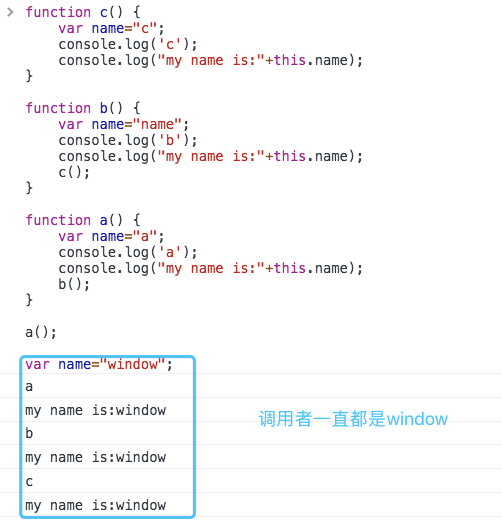 function c() {
    var name="c";
    console.log('c');
    console.log("my name is:"+this.name);
}
function b() {
    var name="name";
    console.log('b');
    console.log("my name is:"+this.name);
    c();
}
function a() {
    var name="a";
    console.log('a');
    console.log("my name is:"+this.name);
    b();
}
a();
var name="window";
a
my name is:window
调用者一直都是window
b
my name is:window
c
my name is:window